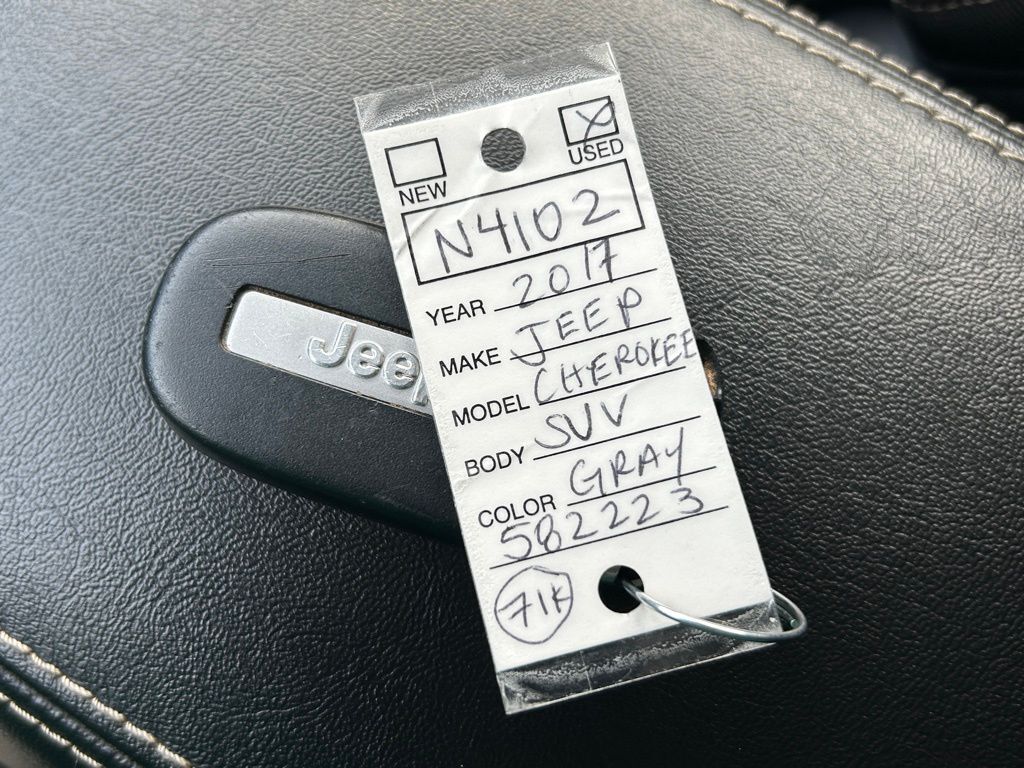 NEW USED
N4102
YEAR 2017
MAKE JEEP
MODEL CHEROKEE
BODY SUV
COLOR GRAY
582223
71K
Jeep